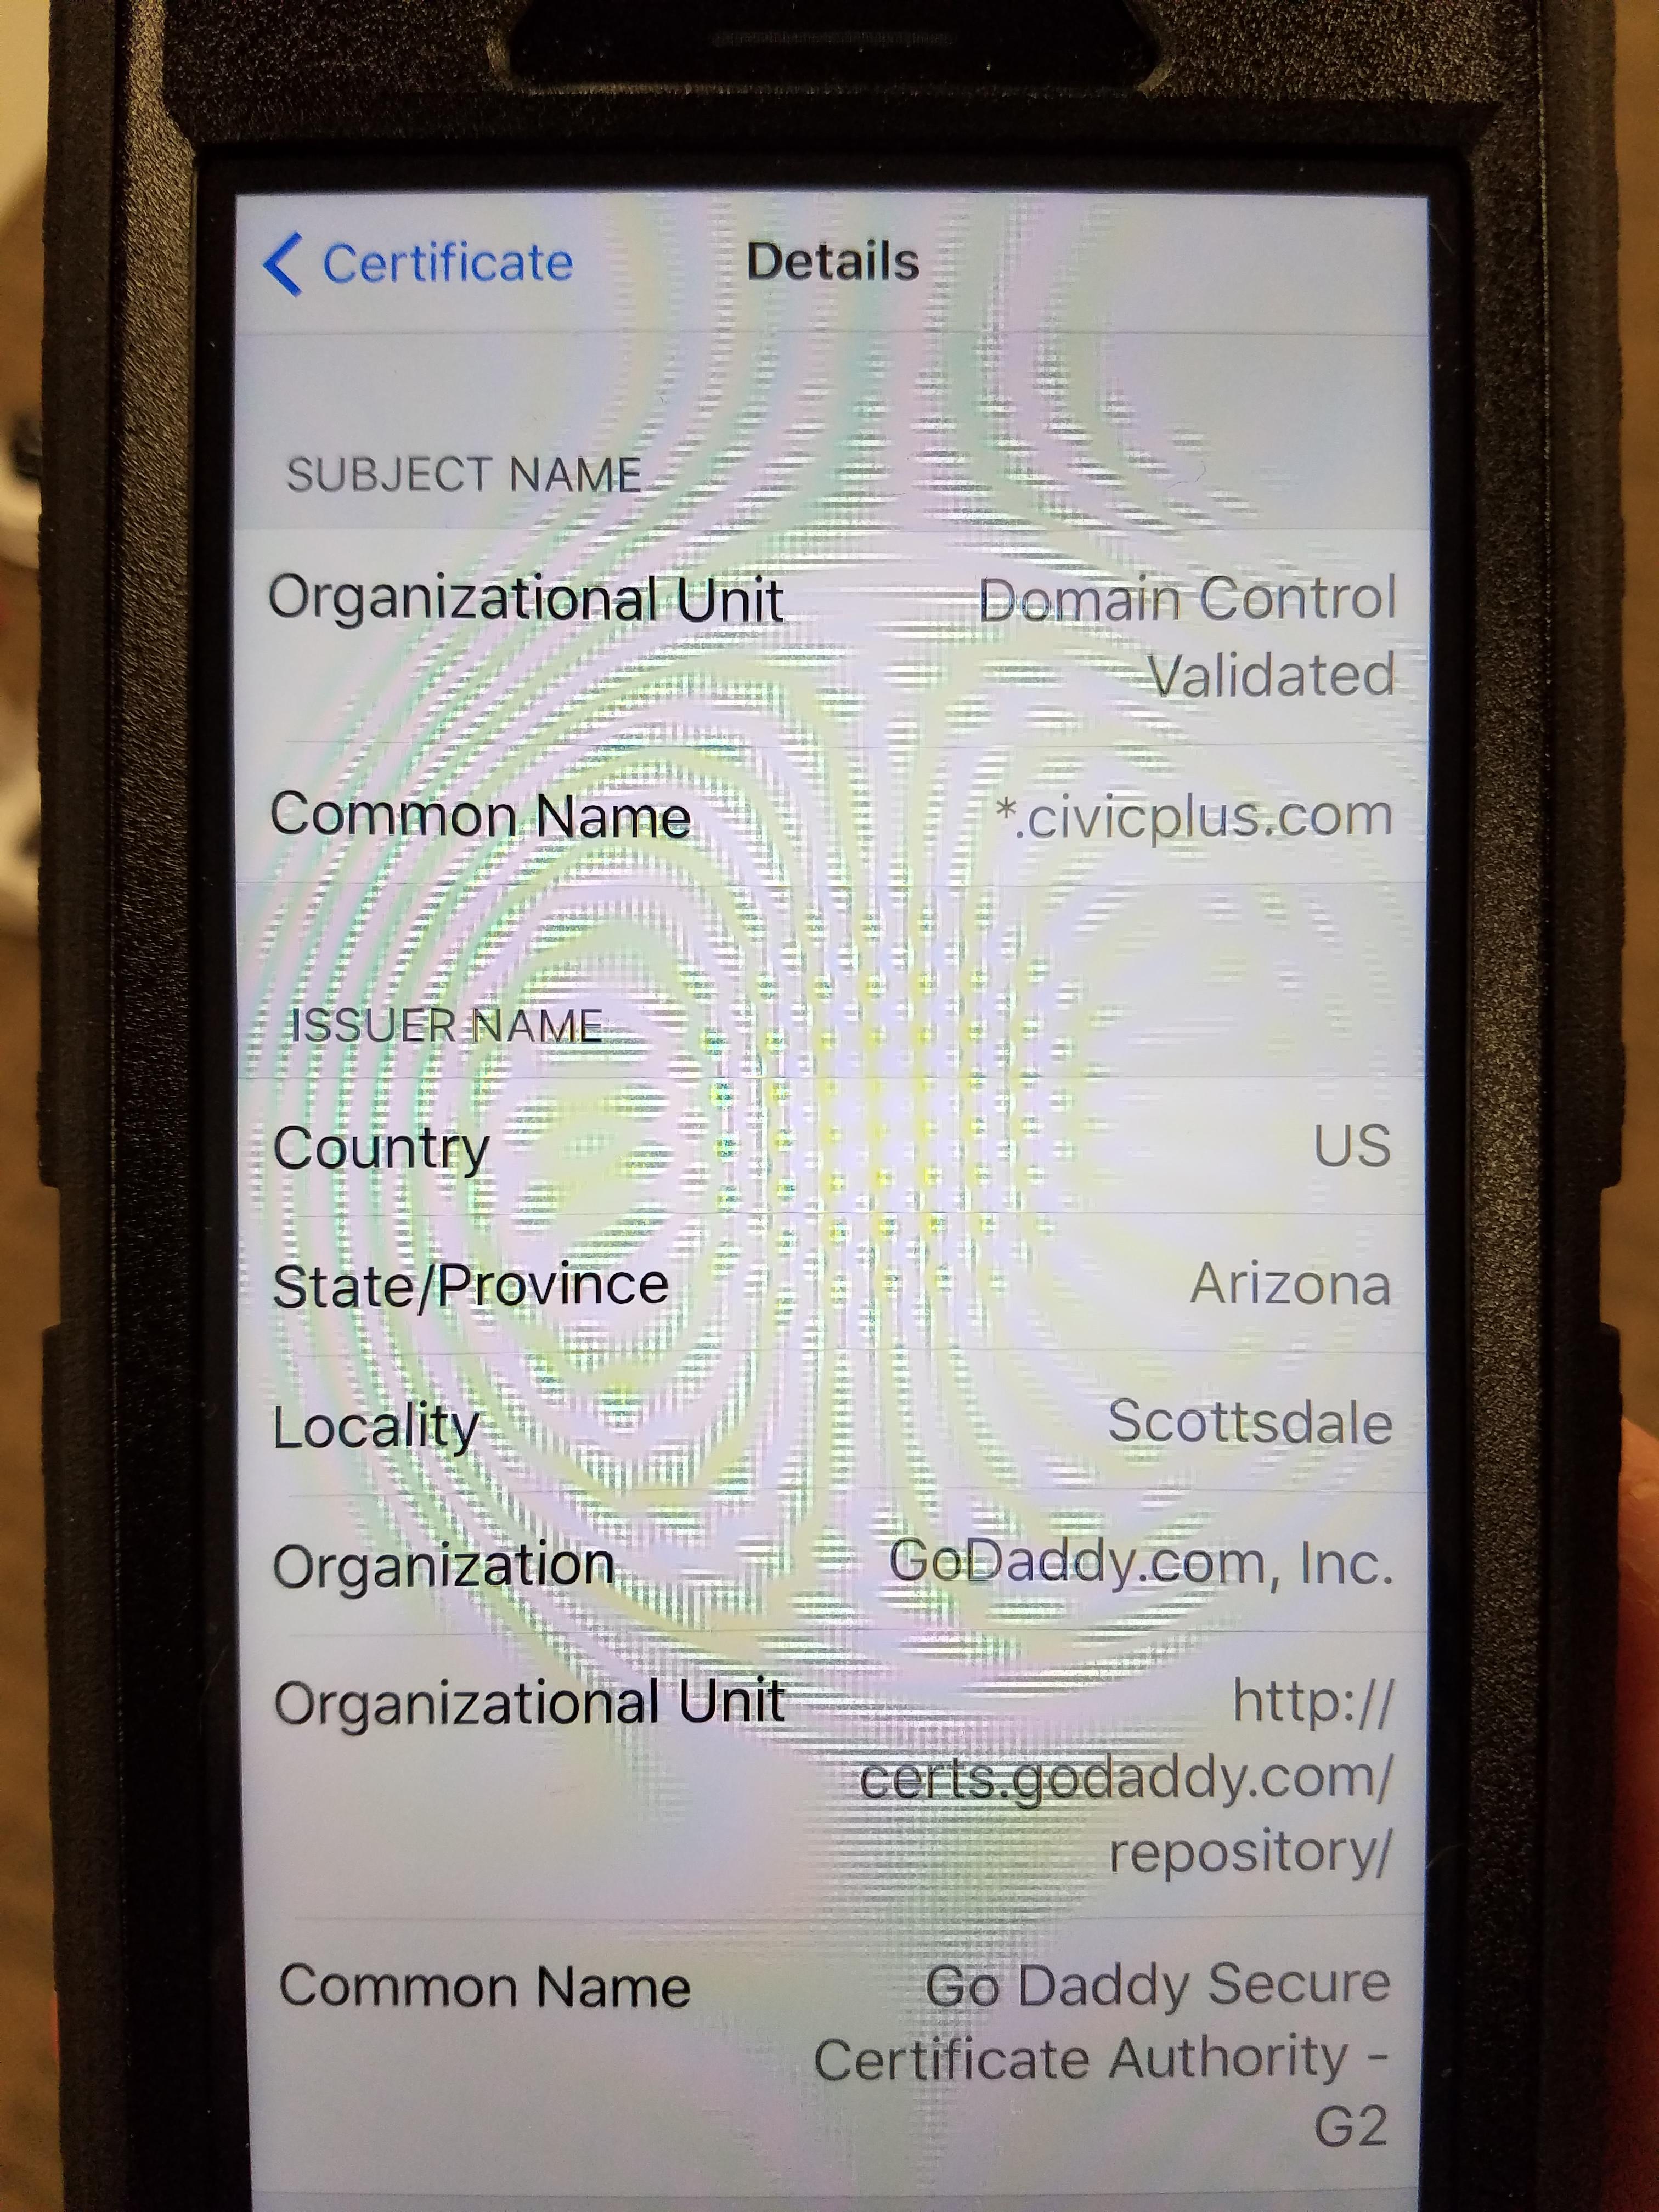 Certificate Details
SUBJECT NAME
Organizational Unit Domain Control
Validated
Common Name *.civicplus.com
ISSUER NAME
Country US
State/Province Arizona
Locality Scottsdale
Organization GoDaddy.com, Inc.
Organizational Unit http://
certs.godaddy.com/
repository/
Common Name Go Daddy Secure
Certificate Authority -
G2